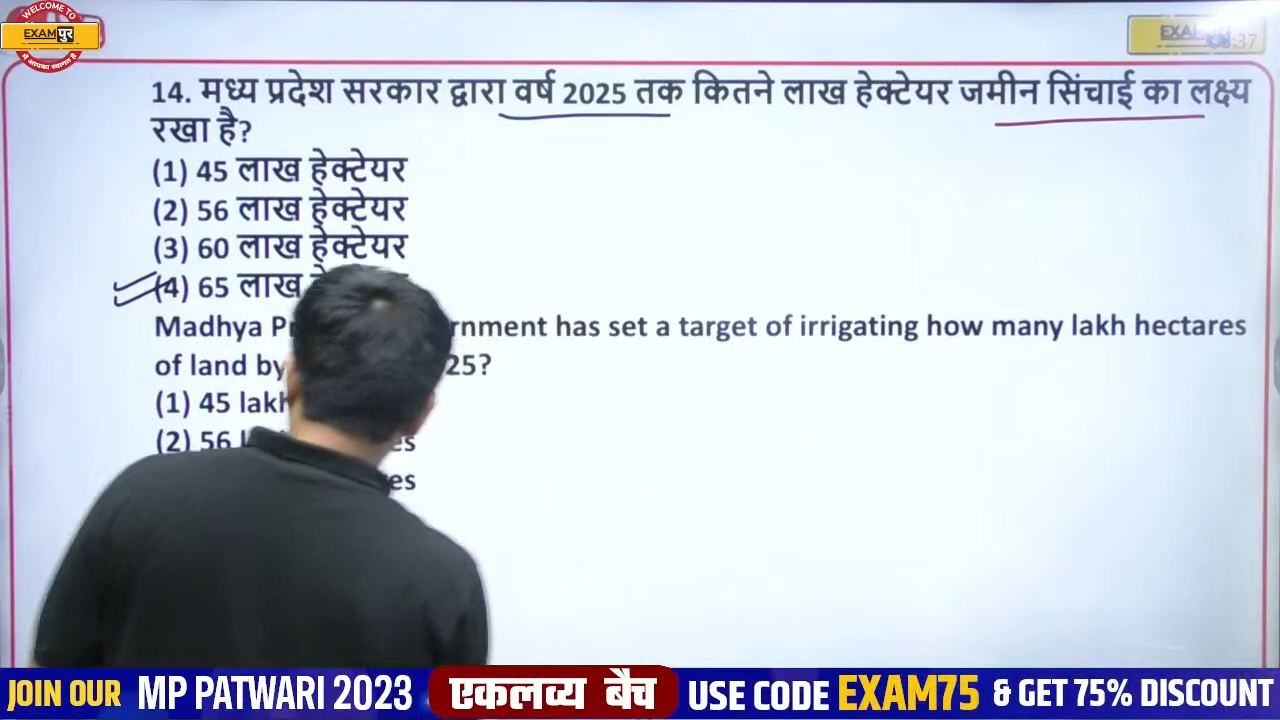 WELCOME TO
EXAMपुर
में आपका स्वागत है
14. मध्य प्रदेश सरकार द्वारा वर्ष 2025 तक कितने लाख हेक्टेयर जमीन सिंचाई का लक्ष्य
रखा है?
(1) 45 लाख हेक्टेयर
(2) 56 लाख हेक्टेयर
(3) 60 लाख हेक्टेयर
(4) 65 लाख
Madhya rnment has set a target of irrigating how many lakh hectares
of land by 25?
(1) 45 lakh
(2) 56 es
es
JOIN OUR MP PATWARI 2023 एकलव्य बैच USE CODE EXAM75 & GET 75% DISCOUNT